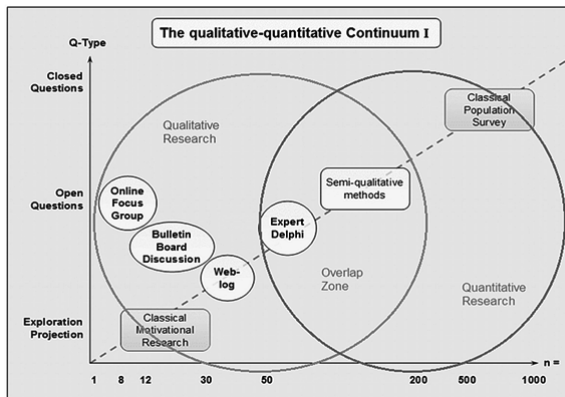 The qualitative-quantitative Continuum I
Q-Type
Closed
Questions
Classical
Population
Survey
Qualitative
Research
Semi-qualitative
methods
Open
Questions
Online
Focus
Group
Expert
Delphi
Bulletin
Board
Discussion
Web-
log
Overlap
Zone
Quantitative
Research
Exploration
Projection
Classical
Motivational
Research
n =
1 8 12 30 50 200 500 1000